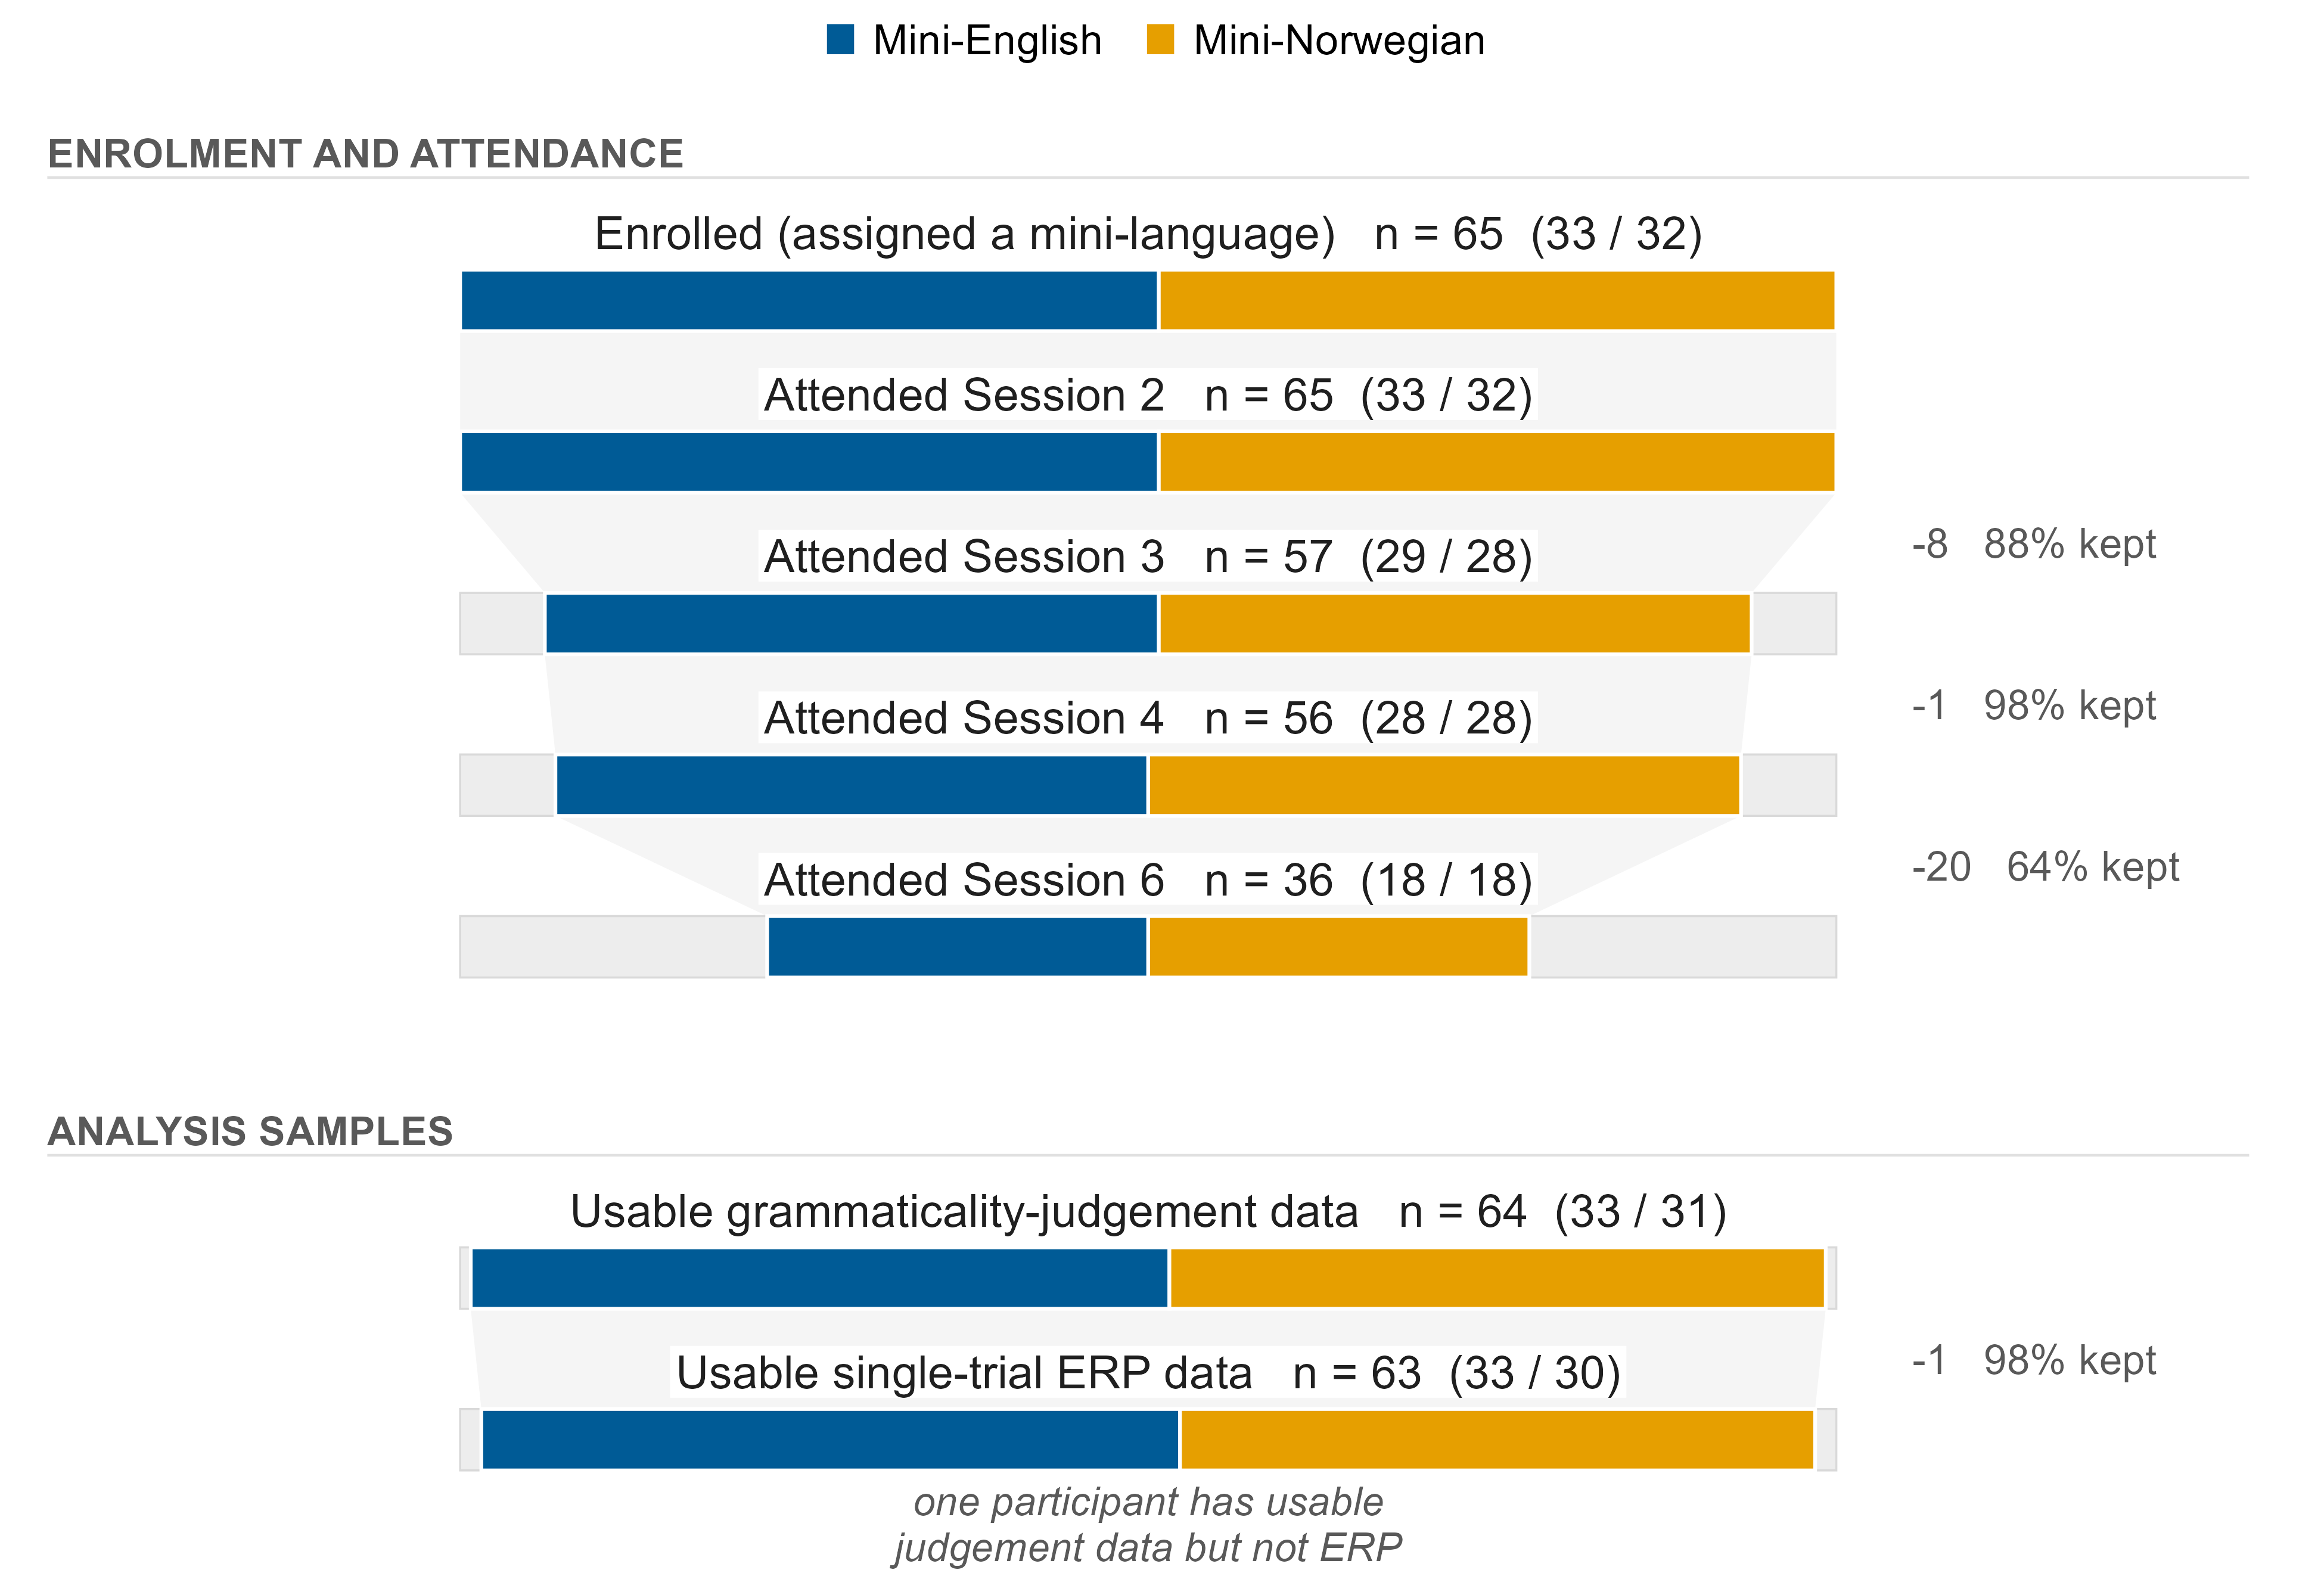 Mini-English Mini-Norwegian
ENROLMENT AND ATTENDANCE
Enrolled (assigned a mini-language) n = 65 (33 / 32)
Attended Session 2 n = 65 (33 / 32)
Attended Session 3 n = 57 (29 / 28)
-8 88% kept
Attended Session 4 n = 56 (28 / 28)
-1 98% kept
Attended Session 6 n = 36 (18 / 18)
-20 64% kept
ANALYSIS SAMPLES
Usable grammaticality-judgement data n = 64 (33 / 31)
Usable single-trial ERP data n = 63 (33 / 30)
-1 98% kept
one participant has usable
judgement data but not ERP